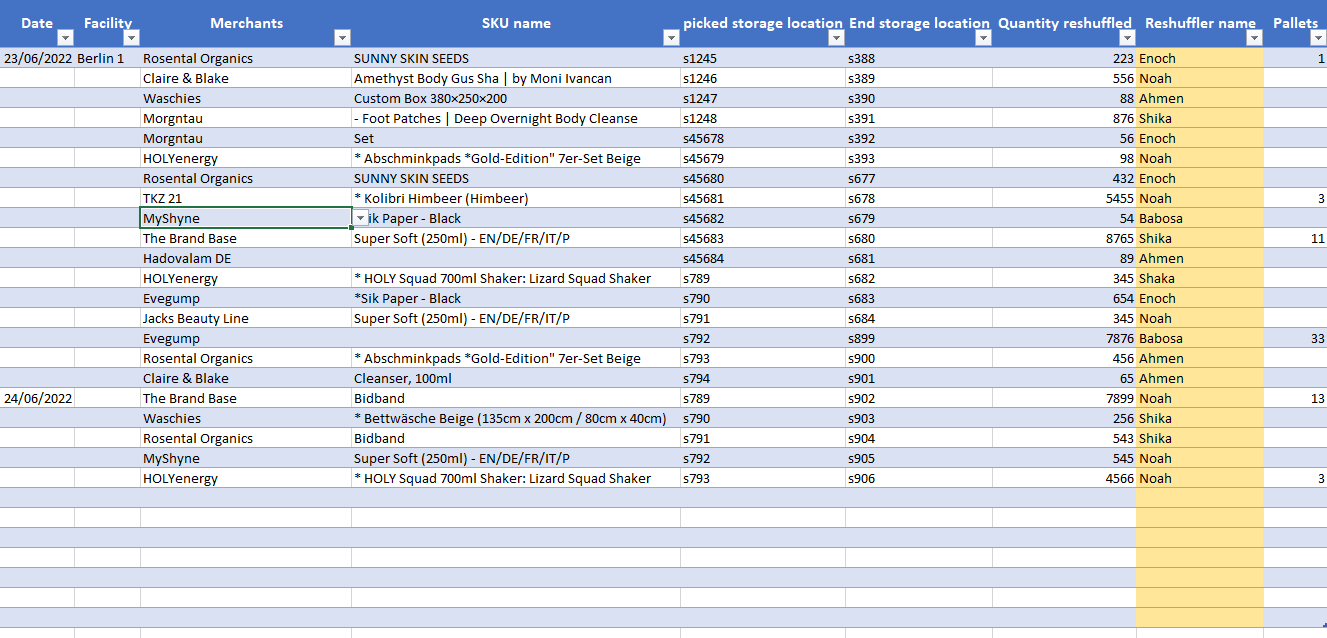 Date Facility Merchants SKU name picked storage location End storage location Quantity reshuffled Reshuffler name Pallets
23/06/2022 Berlin 1 Rosental Organics SUNNY SKIN SEEDS s1245 s388 223 Enoch 1
Claire & Blake Amethyst Body Gus Sha | by Moni Ivancan s1246 s389 556 Noah
Waschies Custom Box 380×250×200 s1247 s390 88 Ahmen
Morgntau - Foot Patches | Deep Overnight Body Cleanse s1248 s391 876 Shika
Morgntau Set s45678 s392 56 Enoch
HOLYenergy * Abschminkpads *Gold-Edition" 7er-Set Beige s45679 s393 98 Noah
Rosental Organics SUNNY SKIN SEEDS s45680 s677 432 Enoch
TKZ 21 * Kolibri Himbeer (Himbeer) s45681 s678 5455 Noah 3
MyShyne ik Paper - Black s45682 s679 54 Babosa
The Brand Base Super Soft (250ml) - EN/DE/FR/IT/P s45683 s680 8765 Shika 11
Hadovalam DE s45684 s681 89 Ahmen
HOLYenergy * HOLY Squad 700ml Shaker: Lizard Squad Shaker s789 s682 345 Shaka
Evegump *Sik Paper - Black s790 s683 654 Enoch
Jacks Beauty Line Super Soft (250ml) - EN/DE/FR/IT/P s791 s684 345 Noah
Evegump s792 s899 7876 Babosa 33
Rosental Organics * Abschminkpads *Gold-Edition" 7er-Set Beige s793 s900 456 Ahmen
Claire & Blake Cleanser, 100ml s794 s901 65 Ahmen
24/06/2022 The Brand Base Bidband s789 s902 7899 Noah 13
Waschies * Bettwäsche Beige (135cm x 200cm / 80cm x 40cm) s790 s903 256 Shika
Rosental Organics Bidband s791 s904 543 Shika
MyShyne Super Soft (250ml) - EN/DE/FR/IT/P s792 s905 545 Noah
HOLYenergy * HOLY Squad 700ml Shaker: Lizard Squad Shaker s793 s906 4566 Noah 3